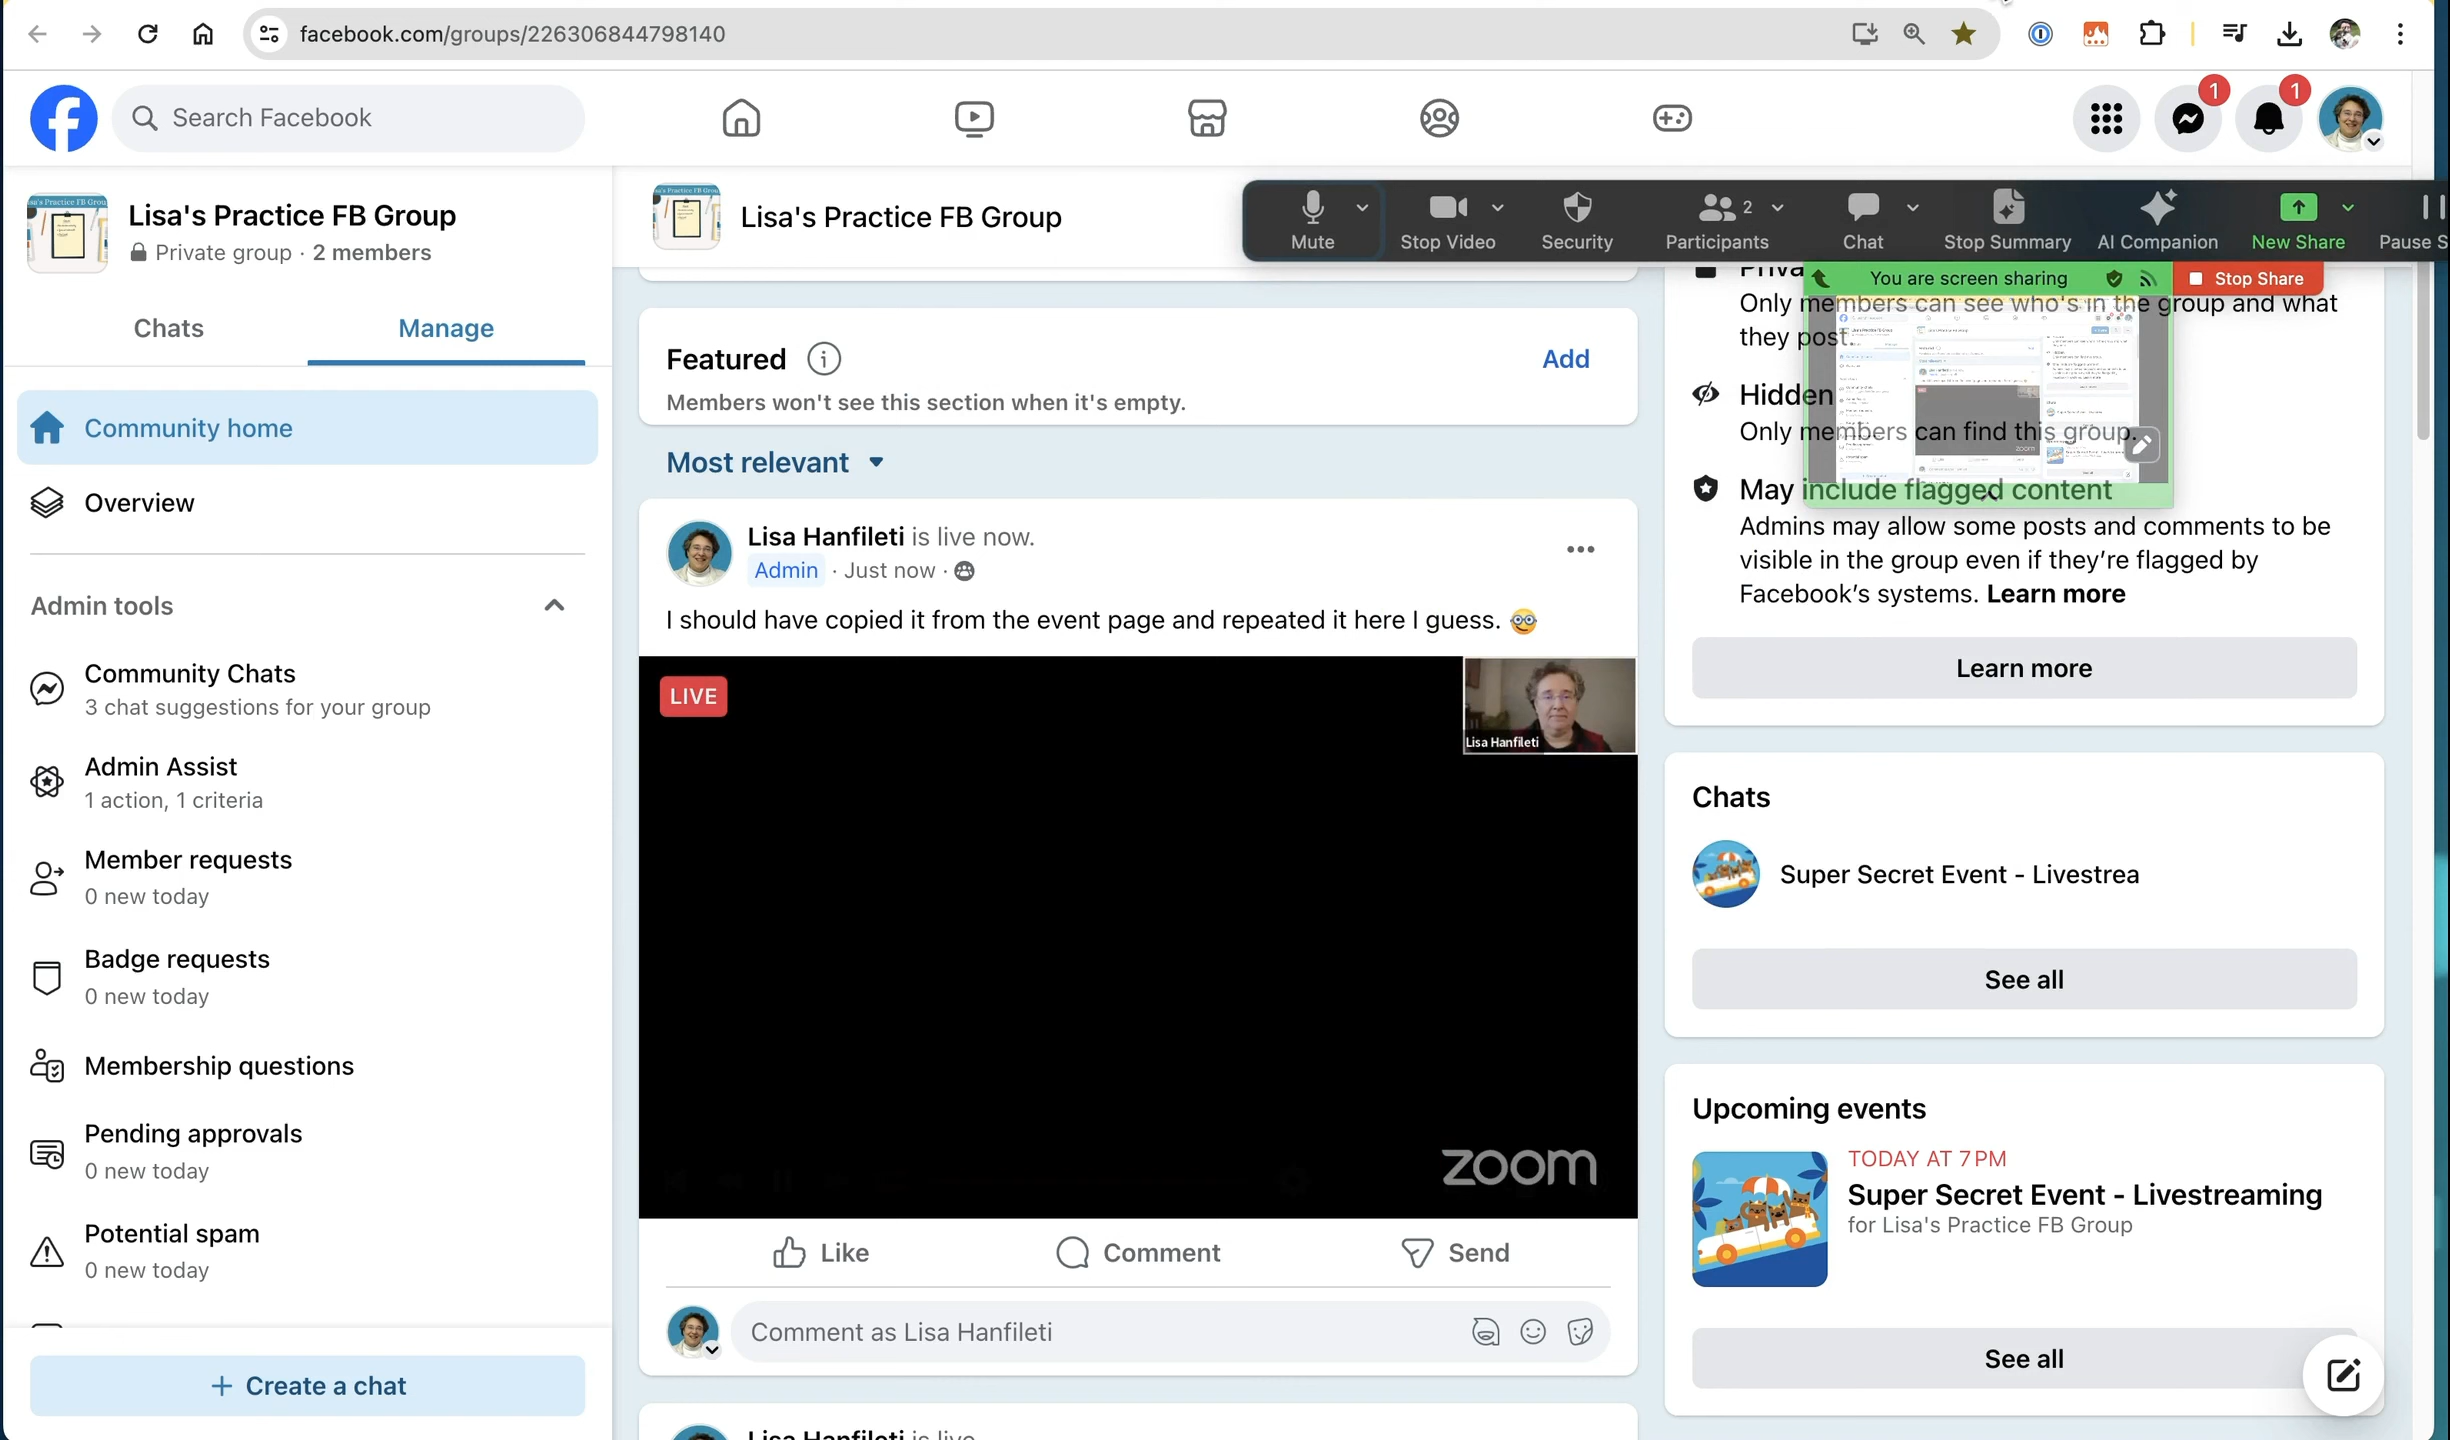 facebook.com/groups/226306844798140
Search Facebook
1
1
Lisa's Practice FB Group
Private group · 2 members
Chats
Manage
Community home
Overview
Admin tools
Community Chats
3 chat suggestions for your group
Admin Assist
1 action, 1 criteria
Member requests
0 new today
Badge requests
0 new today
Membership questions
Pending approvals
0 new today
Potential spam
0 new today
+ Create a chat
Lisa's Practice FB Group
Mute
Stop Video
Security
2
Participants
Chat
Stop Summary
AI Companion
New Share
Pause S
You are screen sharing
Stop Share
Featured
Add
Members won't see this section when it's empty.
Most relevant
Lisa Hanfileti is live now.
Admin · Just now ·
I should have copied it from the event page and repeated it here I guess. 🤓
LIVE
Lisa Hanfileti
zoom
Like
Comment
Send
Comment as Lisa Hanfileti
Lisa Hanfileti is live
Only members can see who's in the group and what
they post
Hidden
Only members can find this group.
May include flagged content
Admins may allow some posts and comments to be
visible in the group even if they’re flagged by
Facebook’s systems. Learn more
Learn more
Chats
Super Secret Event - Livestrea
See all
Upcoming events
TODAY AT 7 PM
Super Secret Event - Livestreaming
for Lisa's Practice FB Group
See all